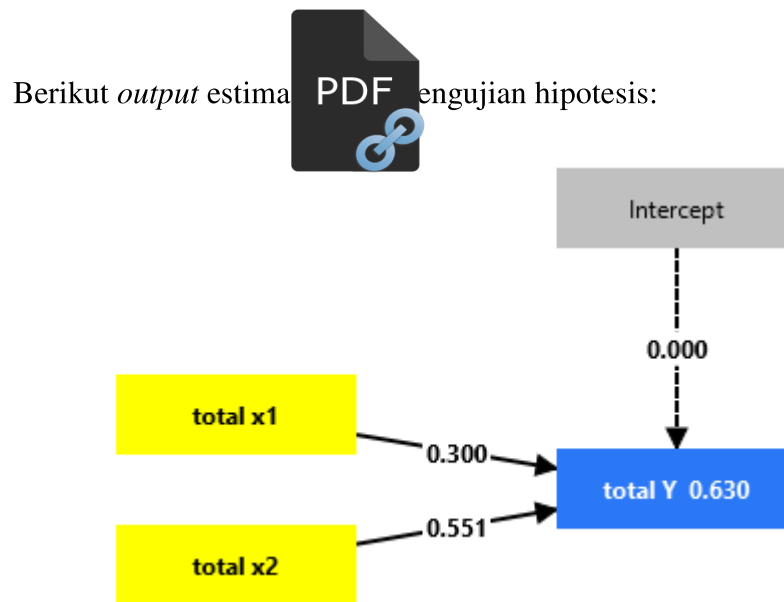 Berikut output estima PDF engujian hipotesis:
Intercept
0.000
total x1
0.300
total Y 0.630
0.551
total x2